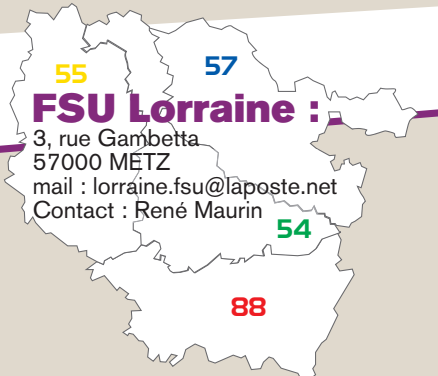 55
57
FSU Lorraine :
3, rue Gambetta
57000 METZ
mail : lorraine.fsu@laposte.net
Contact : René Maurin
54
88